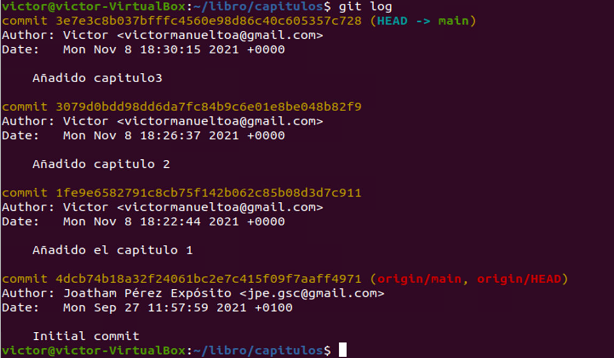 victor@victor-VirtualBox:~/libro/capitulos$ git log
commit 3e7e3c8b037bfffc4560e98d86c40c605357c728 (HEAD -> main)
Author: Victor <victormanueltoa@gmail.com>
Date:   Mon Nov 8 18:30:15 2021 +0000
Añadido capitulo3
commit 3079d0bdd98dd6da7fc84b9c6e01e8be048b82f9
Author: Victor <victormanueltoa@gmail.com>
Date:   Mon Nov 8 18:26:37 2021 +0000
Añadido capitulo 2
commit 1fe9e6582791c8cb75f142b062c85b08d3d7c911
Author: Victor <victormanueltoa@gmail.com>
Date:   Mon Nov 8 18:22:44 2021 +0000
Añadido el capitulo 1
commit 4dcb74b18a32f24061bc2e7c415f09f7aaff4971 (origin/main, origin/HEAD)
Author: Joatham Pérez Expósito <jpe.gsc@gmail.com>
Date:   Mon Sep 27 11:57:59 2021 +0100
Initial commit
victor@victor-VirtualBox:~/libro/capitulos$